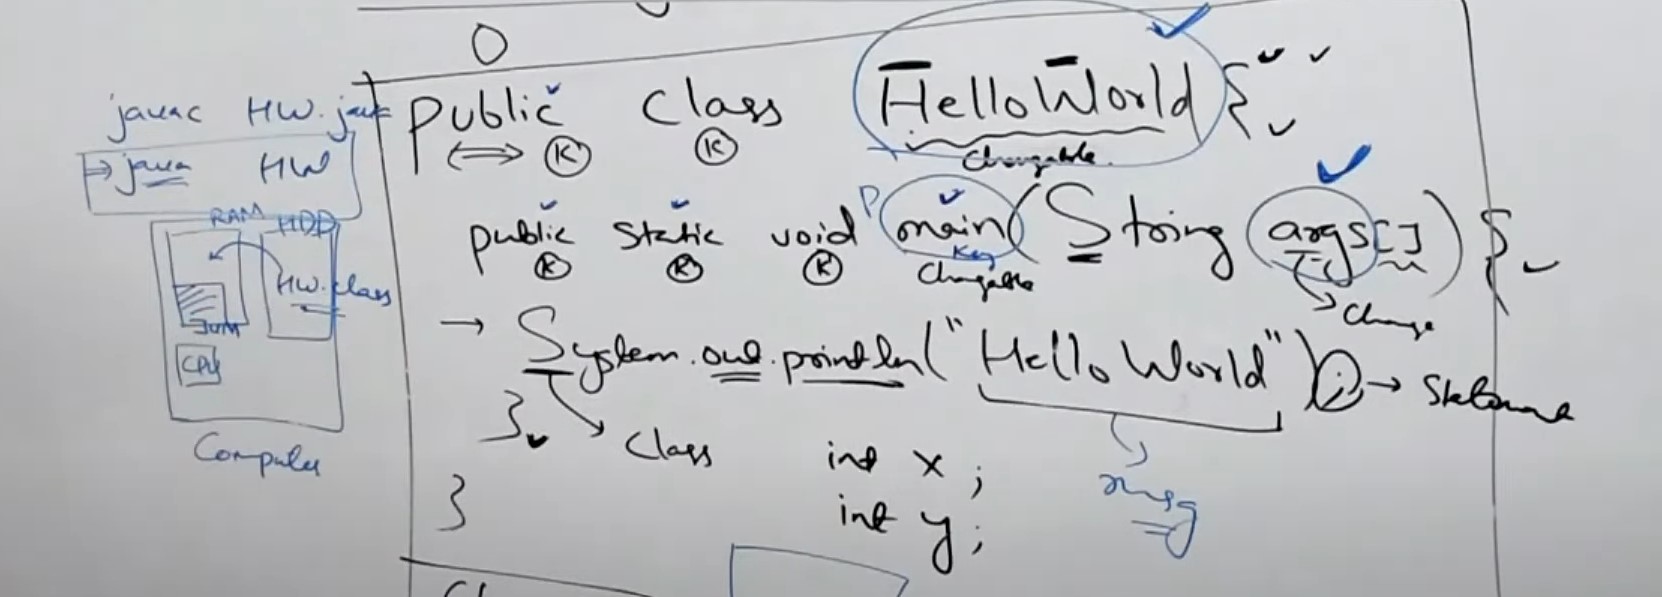 O
javac HW.java
java HW
RAM HDD
HW.class
JVM
CPU
Computer
Public Class HelloWorld {
K K Changable.
public static void main(String args[]) {
K K K Key
Changable
Change
→ System.out.println("Hello World"); →
}
Class
int x;
int y;
msg
}